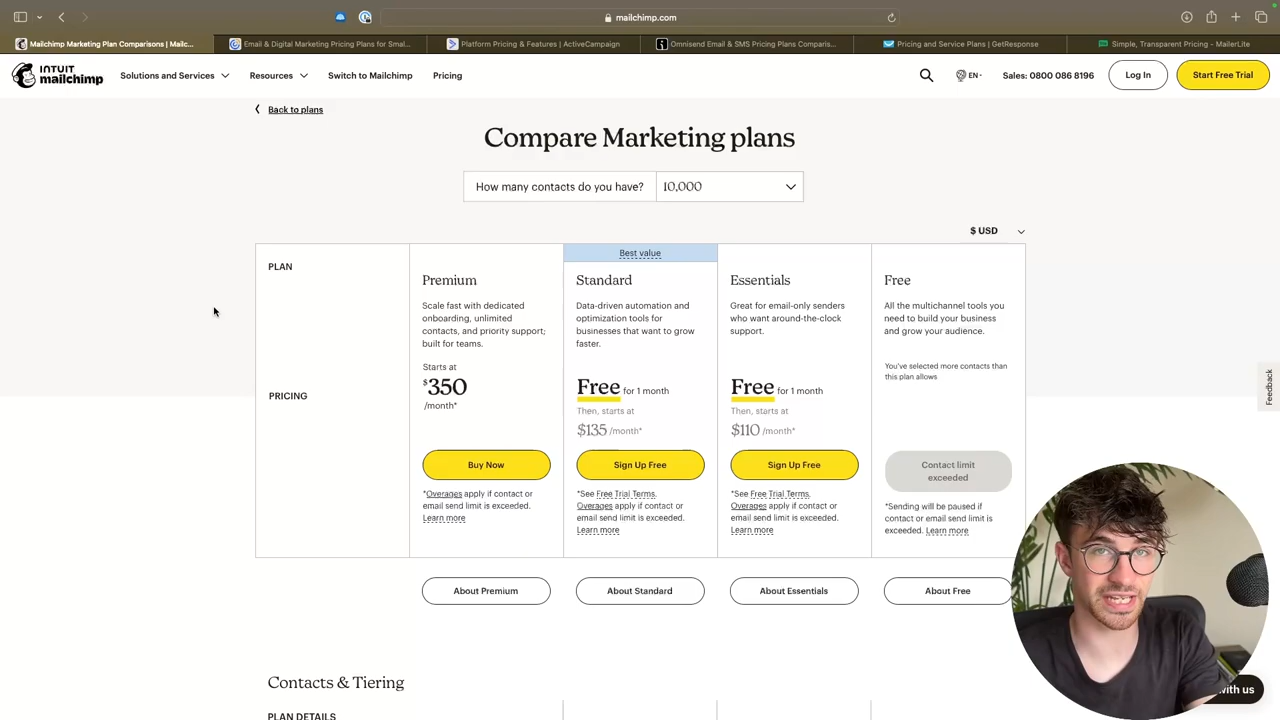 mailchimp.com
Mailchimp Marketing Plan Comparisons | Mailc...
Email & Digital Marketing Pricing Plans for Smal...
Platform Pricing & Features | ActiveCampaign
Omnisend Email & SMS Pricing Plans Comparis...
Pricing and Service Plans | GetResponse
Simple, Transparent Pricing - MailerLite
INTUIT
mailchimp
Solutions and Services
Resources
Switch to Mailchimp
Pricing
EN
Sales: 0800 086 8196
Log In
Start Free Trial
Back to plans
Compare Marketing plans
How many contacts do you have?
10,000
$ USD
PLAN
PRICING
Premium
Scale fast with dedicated
onboarding, unlimited
contacts, and priority support;
built for teams.
Starts at
$350
/month*
Buy Now
*Overages apply if contact or
email send limit is exceeded.
Learn more
Best value
Standard
Data-driven automation and
optimization tools for
businesses that want to grow
faster.
Free for 1 month
Then, starts at
$135 /month*
Sign Up Free
*See Free Trial Terms.
Overages apply if contact or
email send limit is exceeded.
Learn more
Essentials
Great for email-only senders
who want around-the-clock
support.
Free for 1 month
Then, starts at
$110 /month*
Sign Up Free
*See Free Trial Terms.
Overages apply if contact or
email send limit is exceeded.
Learn more
Free
All the multichannel tools you
need to build your business
and grow your audience.
You've selected more contacts than
this plan allows
Contact limit
exceeded
*Sending will be paused if
contact or email send limit is
exceeded. Learn more
About Premium
About Standard
About Essentials
About Free
Feedback
with us
Contacts & Tiering
PLAN DETAILS